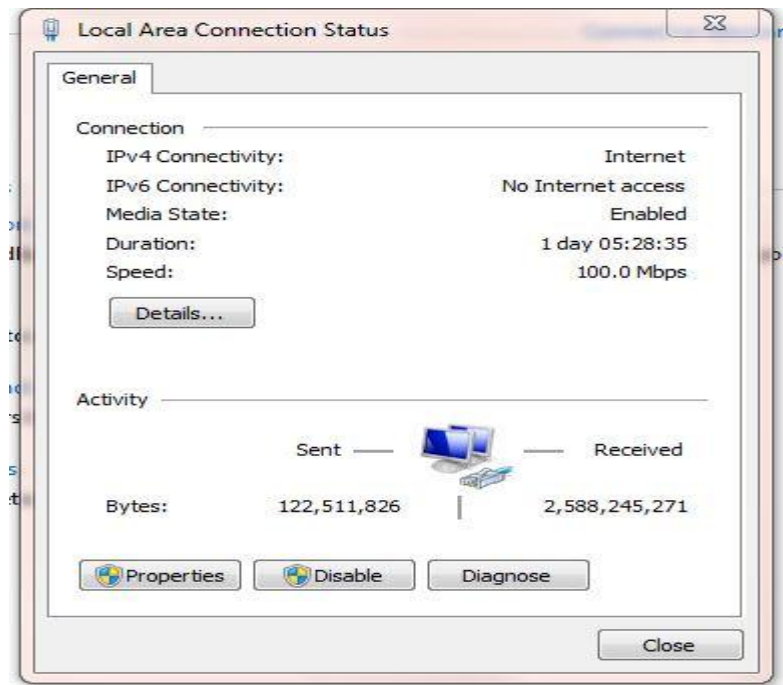 Local Area Connection Status
General
Connection
IPv4 Connectivity: Internet
IPv6 Connectivity: No Internet access
Media State: Enabled
Duration: 1 day 05:28:35
Speed: 100.0 Mbps
Details...
Activity
Sent Received
Bytes: 122,511,826 2,588,245,271
Properties Disable Diagnose
Close